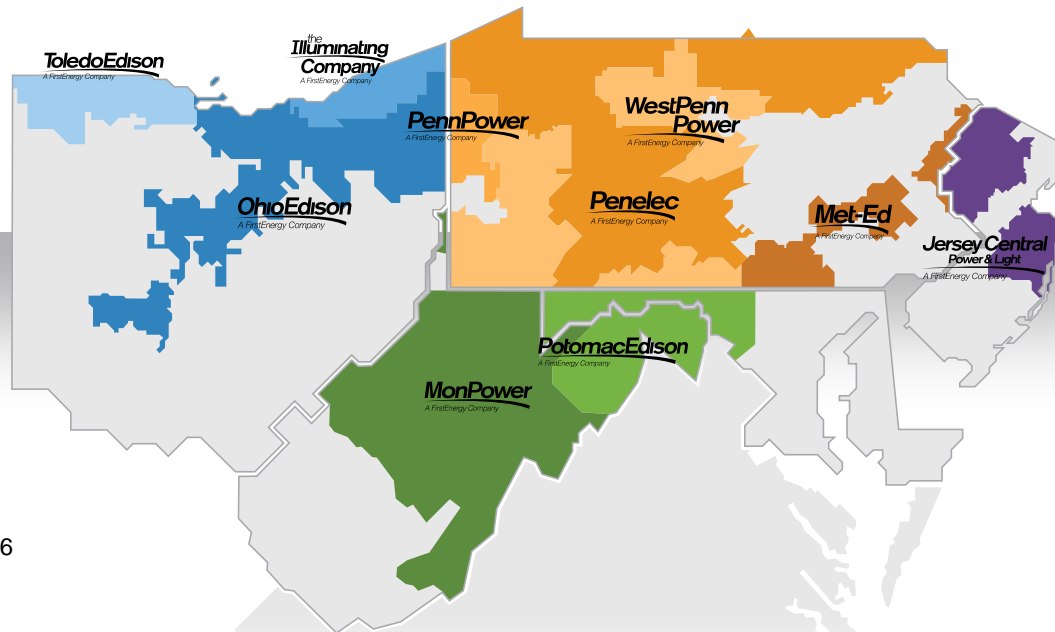 ToledoEdison
A FirstEnergy Company
the
Illuminating
Company
A FirstEnergy Company
PennPower
A FirstEnergy Company
WestPenn
Power
A FirstEnergy Company
OhioEdison
A FirstEnergy Company
Penelec
A FirstEnergy Company
Met-Ed
A FirstEnergy Company
Jersey Central
Power & Light
A FirstEnergy Company
PotomacEdison
A FirstEnergy Company
MonPower
A FirstEnergy Company
6